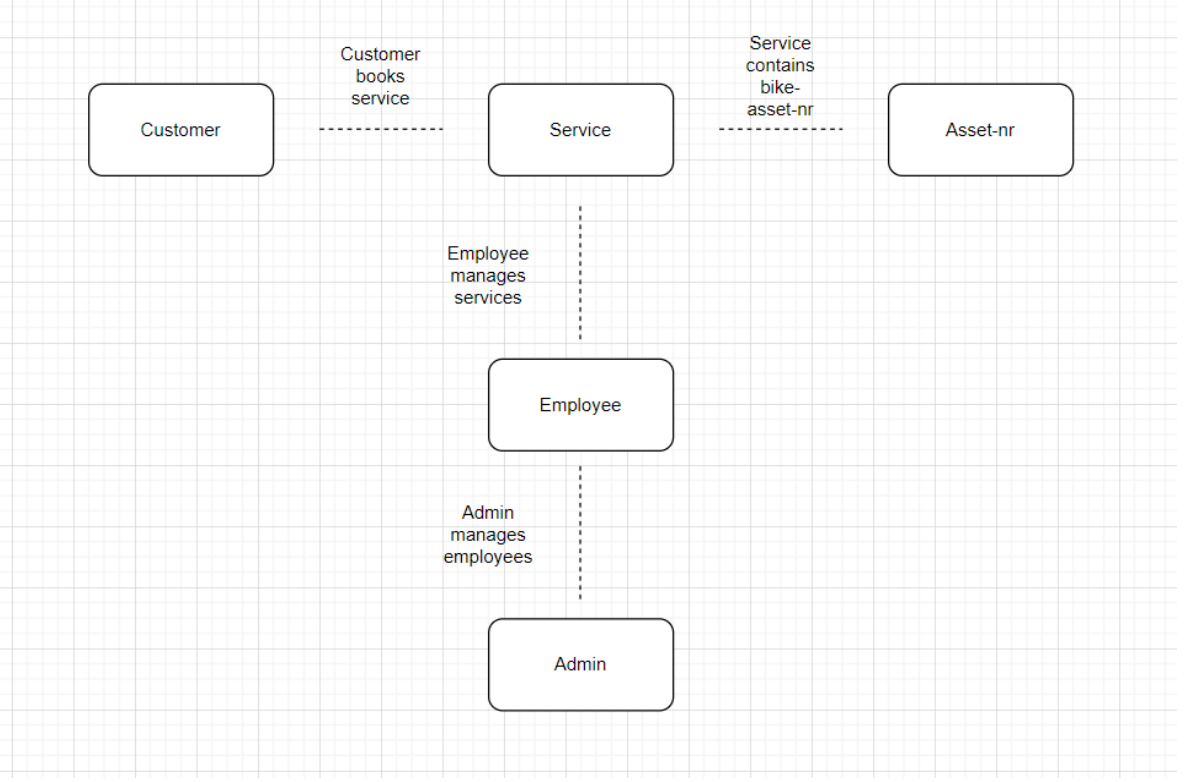 Customer
books
service
Service
contains
bike-
asset-nr
Customer
Service
Asset-nr
Employee
manages
services
Employee
Admin
manages
employees
Admin